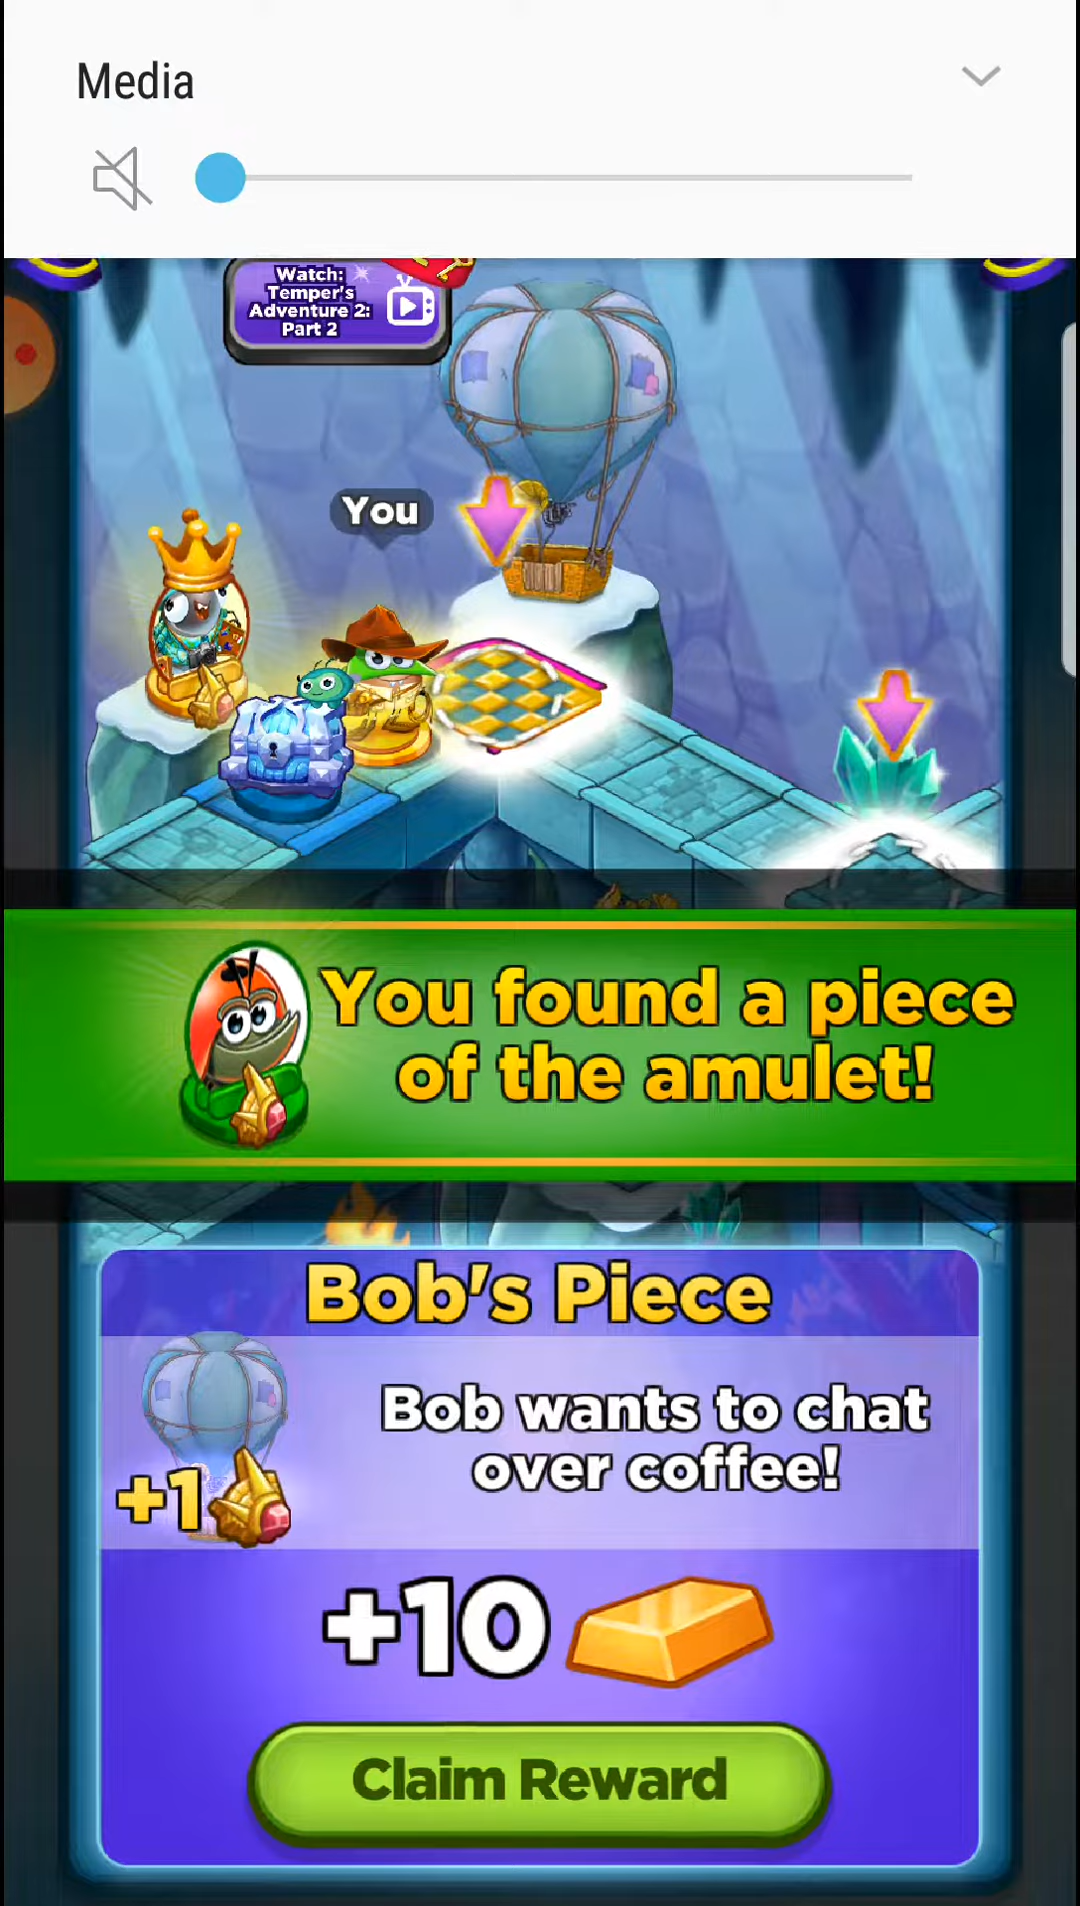 Media
Watch:
Temper's
Adventure 2:
Part 2
You
You found a piece
of the amulet!
Bob's Piece
Bob wants to chat
over coffee!
+1
+10
Claim Reward